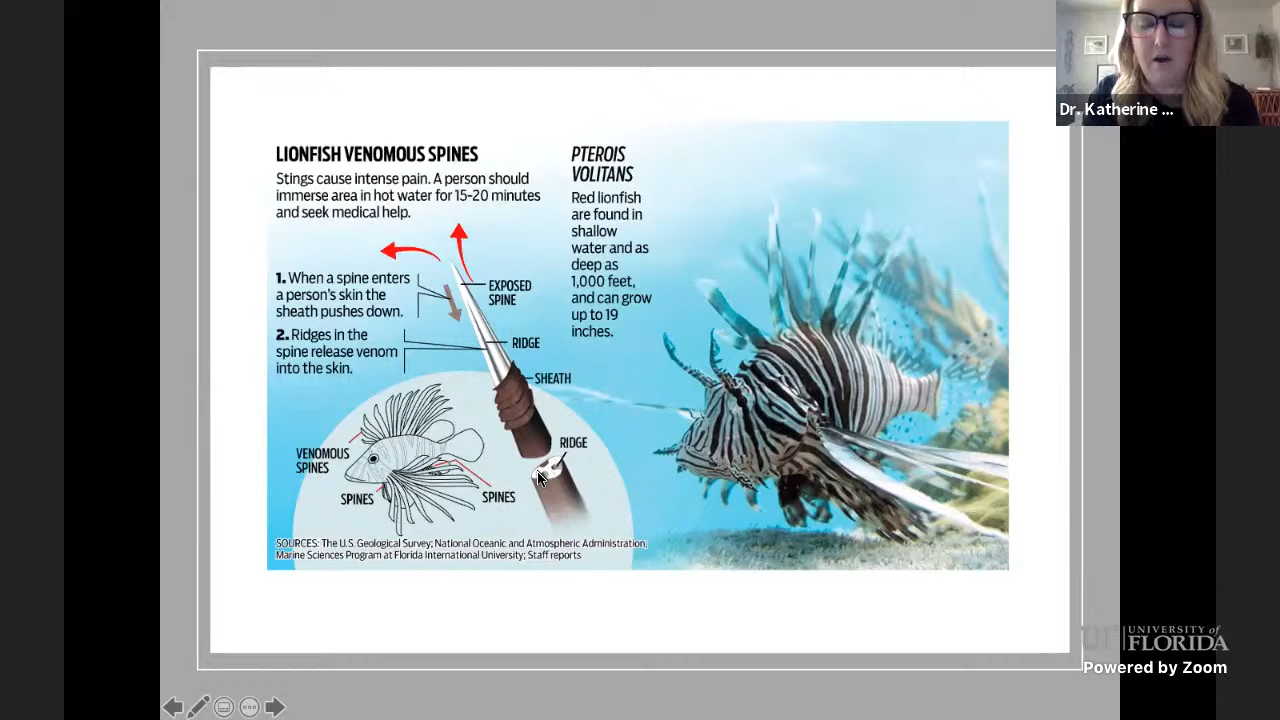 Dr. Katherine ...
LIONFISH VENOMOUS SPINES
Stings cause intense pain. A person should
immerse area in hot water for 15-20 minutes
and seek medical help.
PTEROIS
VOLITANS
Red lionfish
are found in
shallow
water and as
deep as
1,000 feet,
and can grow
up to 19
inches.
1. When a spine enters
a person's skin the
sheath pushes down.
2. Ridges in the
spine release venom
into the skin.
EXPOSED
SPINE
RIDGE
SHEATH
RIDGE
VENOMOUS
SPINES
SPINES
SPINES
SOURCES: The U.S. Geological Survey; National Oceanic and Atmospheric Administration;
Marine Sciences Program at Florida International University; Staff reports
UF UNIVERSITY of
FLORIDA
Powered by Zoom